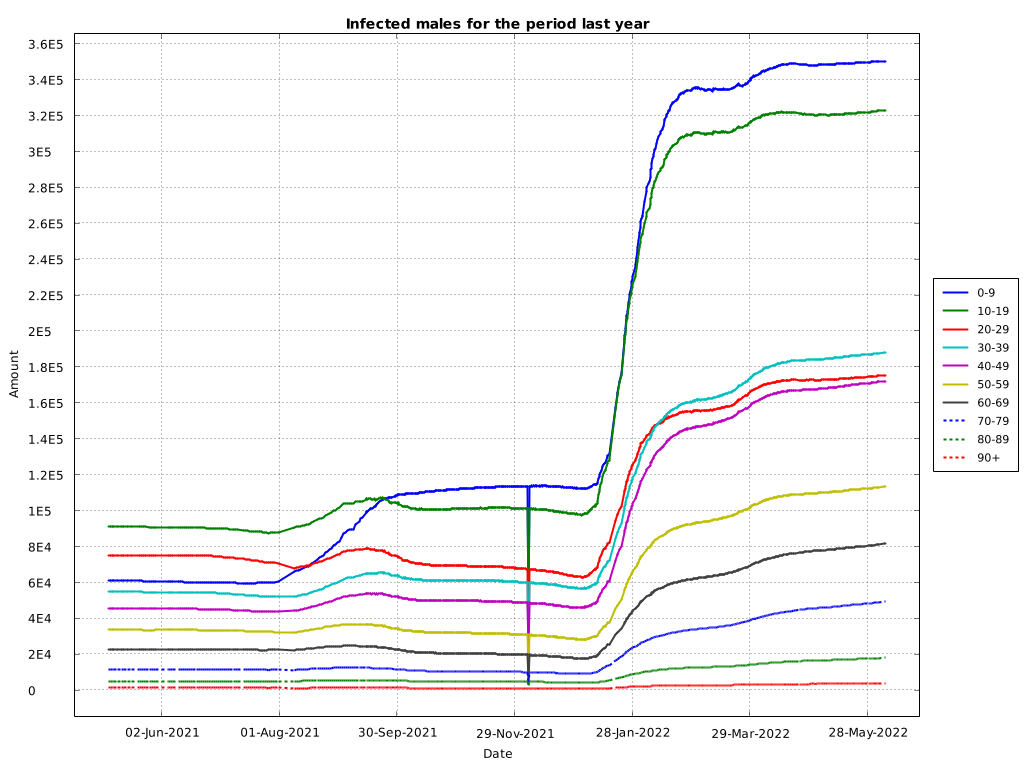 Infected males for the period last year
3.6E5
3.4E5
3.2E5
3E5
2.8E5
2.6E5
2.4E5
2.2E5
2E5
1.8E5
1.6E5
1.4E5
1.2E5
1E5
8E4
6E4
4E4
2E4
0
Amount
02-Jun-2021 01-Aug-2021 30-Sep-2021 29-Nov-2021 28-Jan-2022 29-Mar-2022 28-May-2022
Date
0-9
10-19
20-29
30-39
40-49
50-59
60-69
70-79
80-89
90+